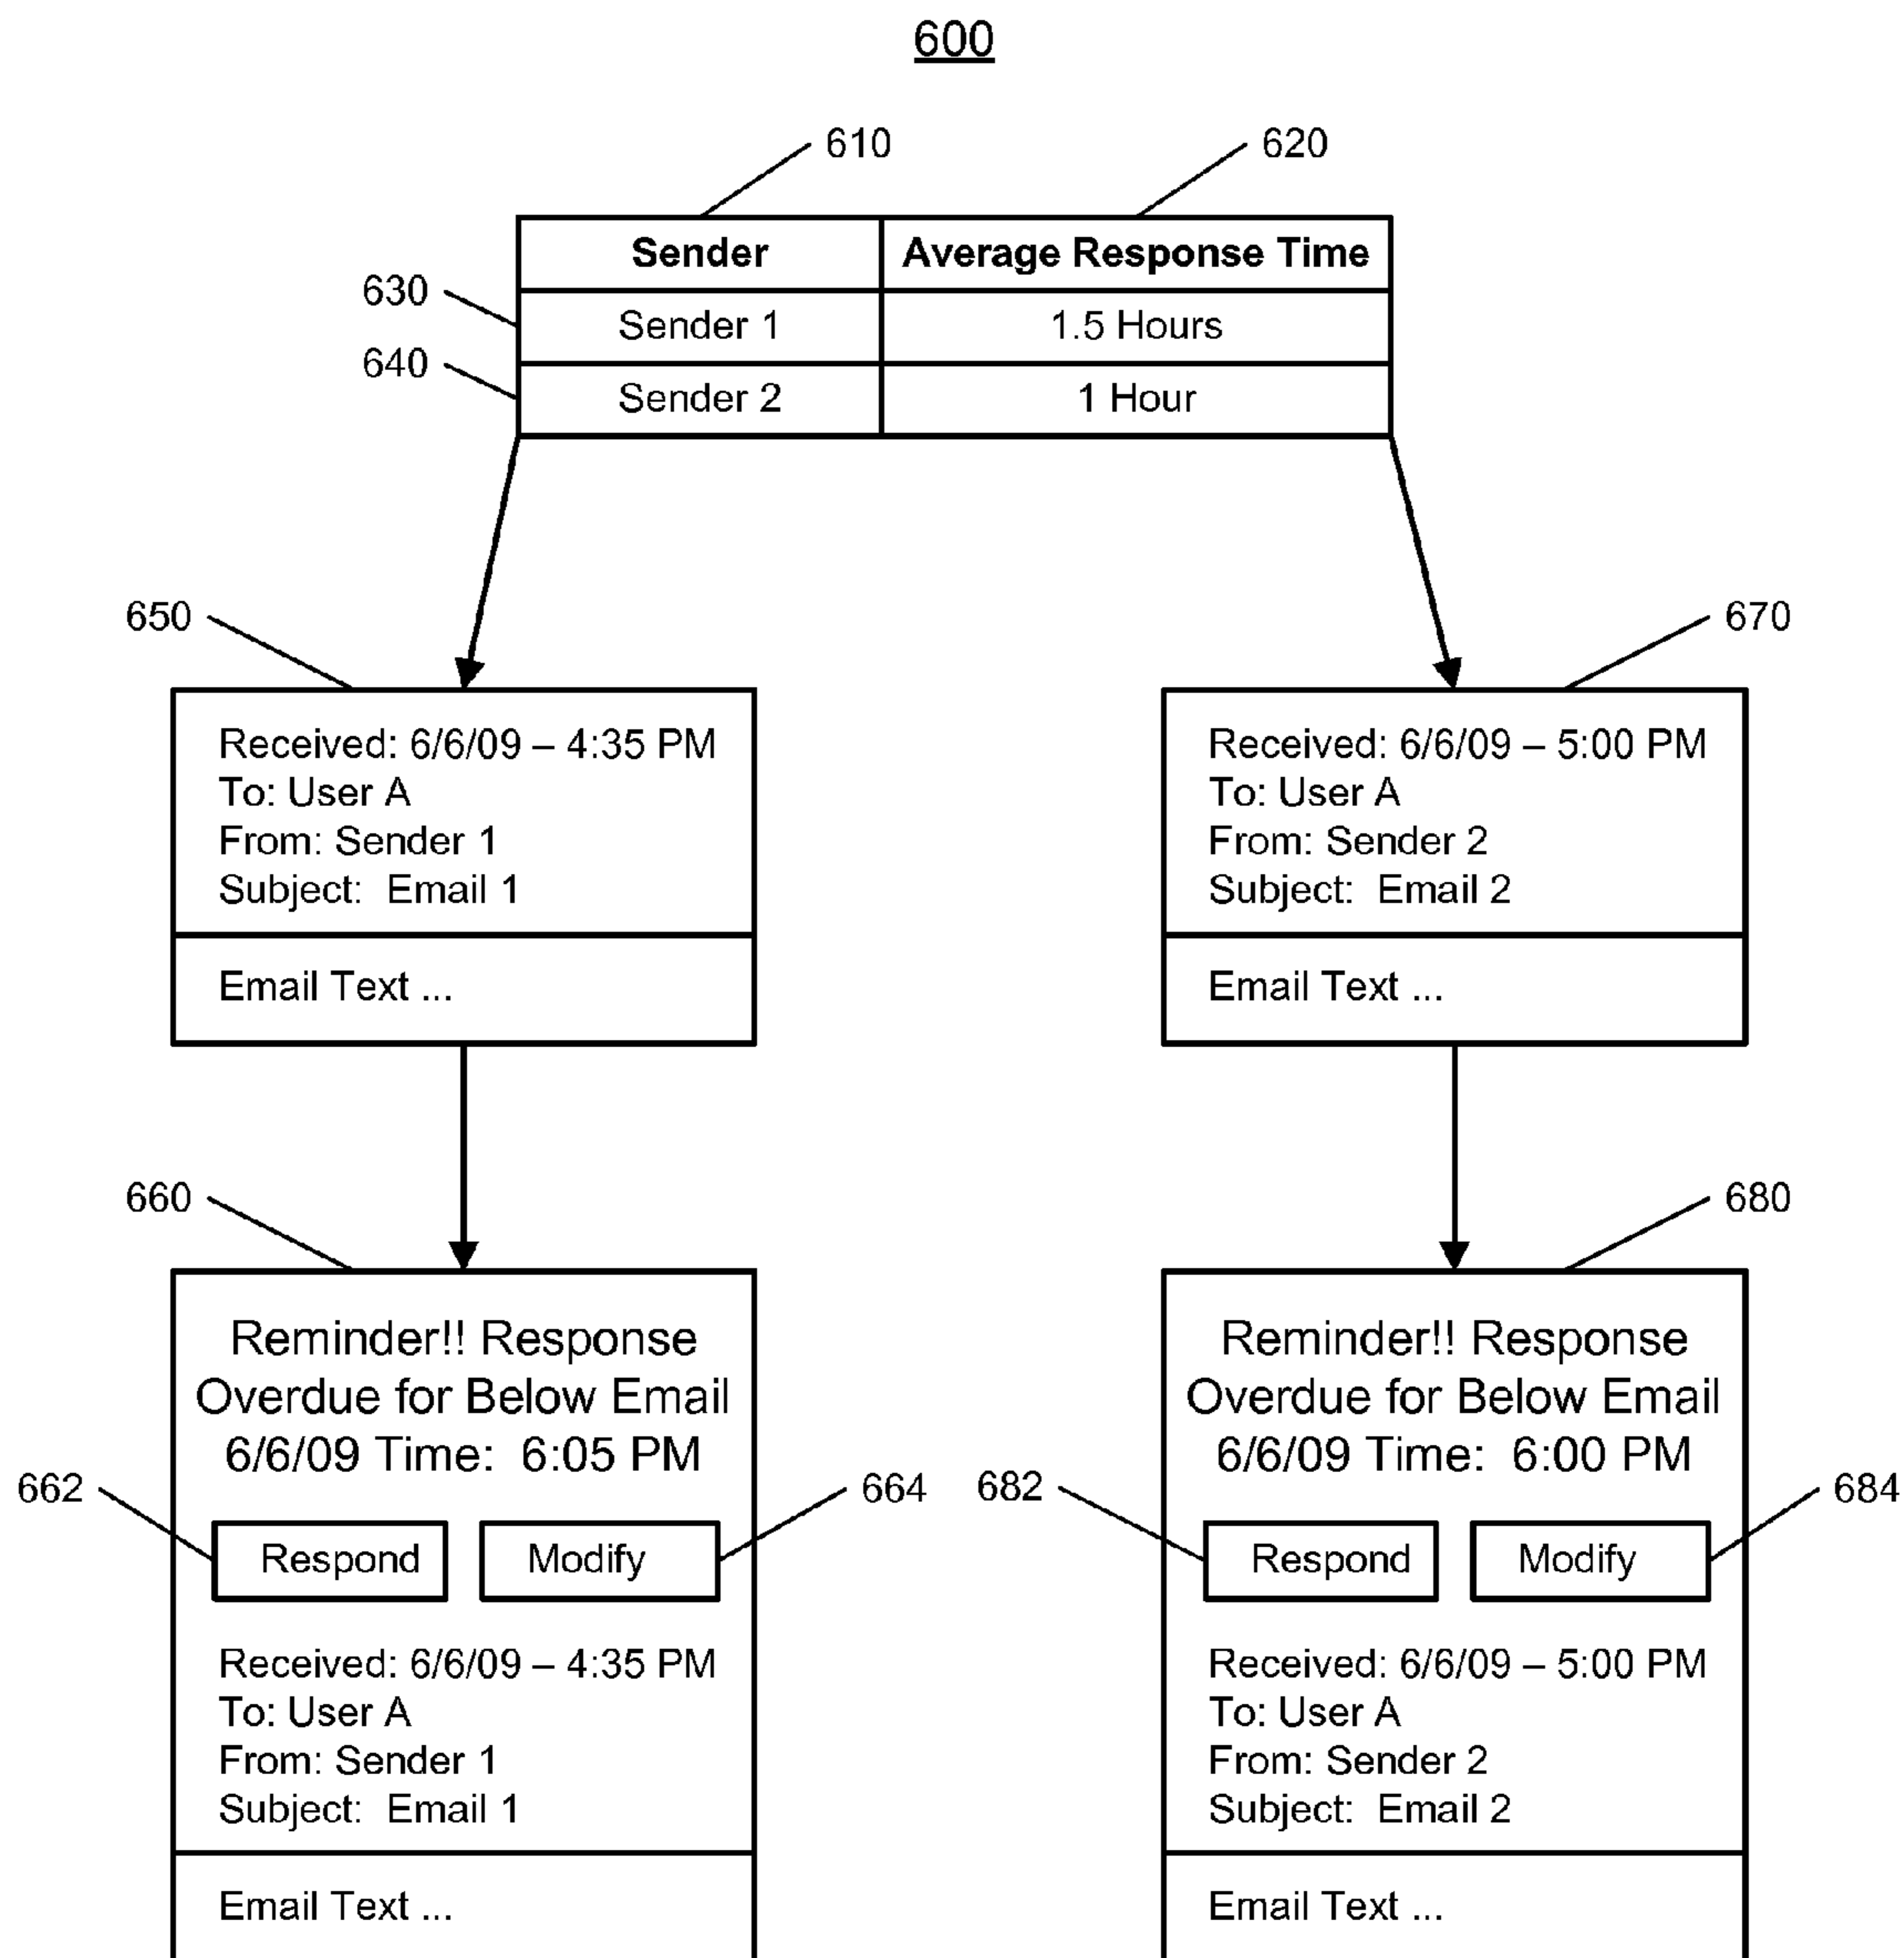 600
610
620
Sender
Average Response Time
630
Sender 1
1.5 Hours
640
Sender 2
1 Hour
650
Received: 6/6/09 – 4:35 PM
To: User A
From: Sender 1
Subject:  Email 1
Email Text ...
670
Received: 6/6/09 – 5:00 PM
To: User A
From: Sender 2
Subject:  Email 2
Email Text ...
660
Reminder!! Response
Overdue for Below Email
6/6/09 Time:  6:05 PM
662
664
Respond
Modify
Received: 6/6/09 – 4:35 PM
To: User A
From: Sender 1
Subject:  Email 1
Email Text ...
680
Reminder!! Response
Overdue for Below Email
6/6/09 Time:  6:00 PM
682
684
Respond
Modify
Received: 6/6/09 – 5:00 PM
To: User A
From: Sender 2
Subject:  Email 2
Email Text ...